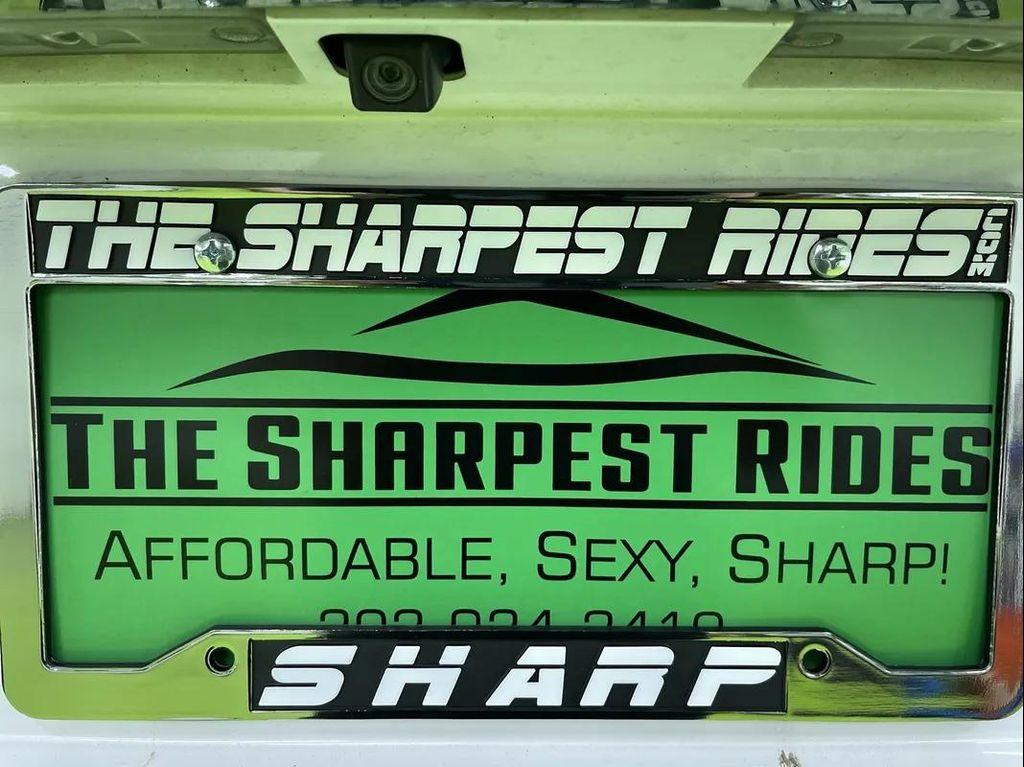 THE SHARPEST RIDES.COM
THE SHARPEST RIDES
AFFORDABLE, SEXY, SHARP!
SHARP